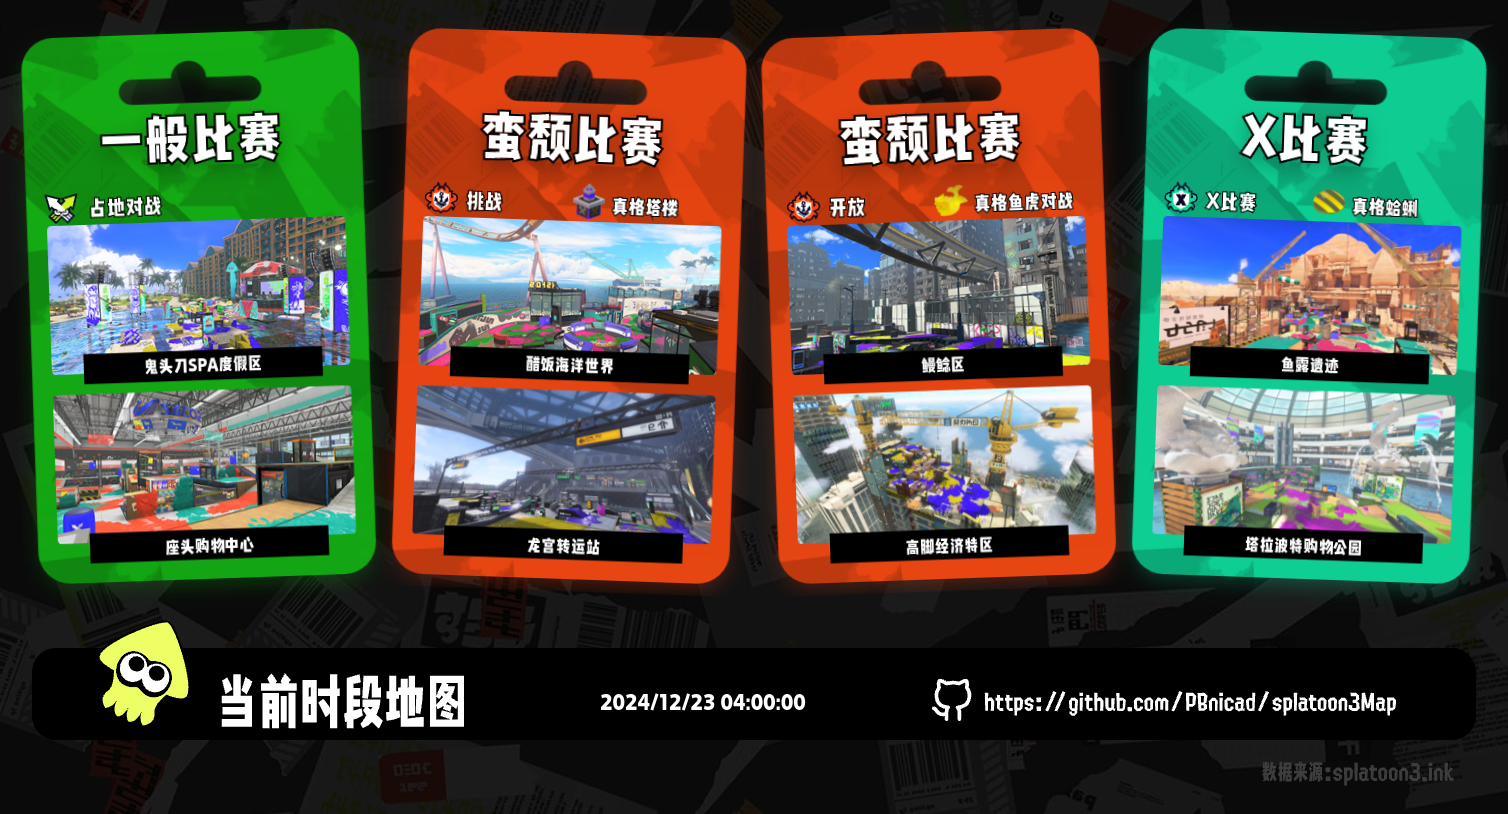 一般比赛
占地对战
鬼头刀SPA度假区
座头购物中心
蛮颓比赛
挑战
真格塔楼
醋饭海洋世界
龙宫转运站
蛮颓比赛
开放
真格鱼虎对战
鳗鲶区
高脚经济特区
X比赛
X比赛
真格蛤蜊
鱼露遗迹
塔拉波特购物公园
当前时段地图
2024/12/23 04:00:00
https://github.com/PBnicad/splatoon3Map
数据来源:splatoon3.ink